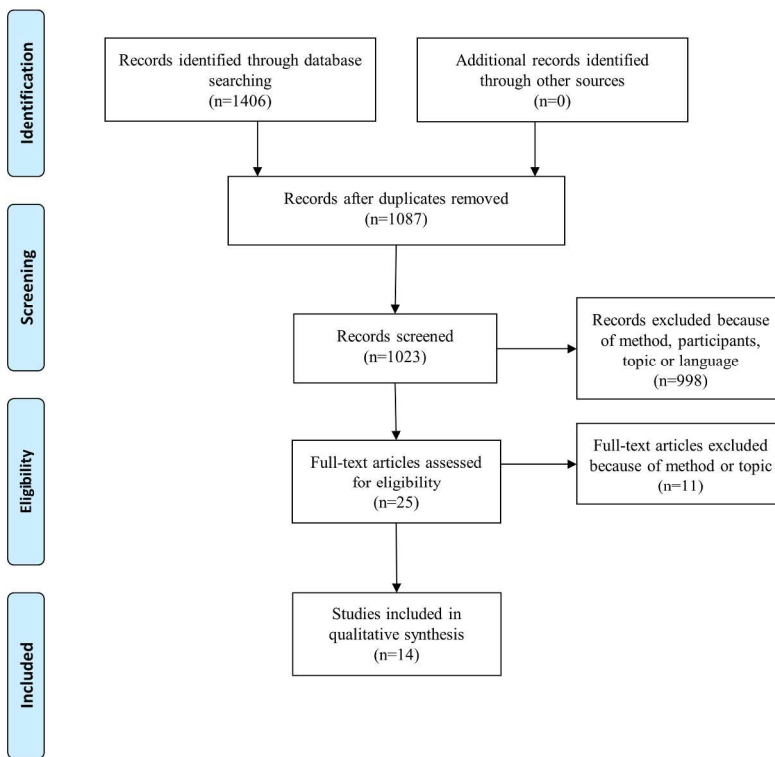 Identification
Records identified through database
searching
(n=1406)
Additional records identified
through other sources
(n=0)
Screening
Records after duplicates removed
(n=1087)
Records screened
(n=1023)
Records excluded because
of method, participants,
topic or language
(n=998)
Eligibility
Full-text articles assessed
for eligibility
(n=25)
Full-text articles excluded
because of method or topic
(n=11)
Included
Studies included in
qualitative synthesis
(n=14)